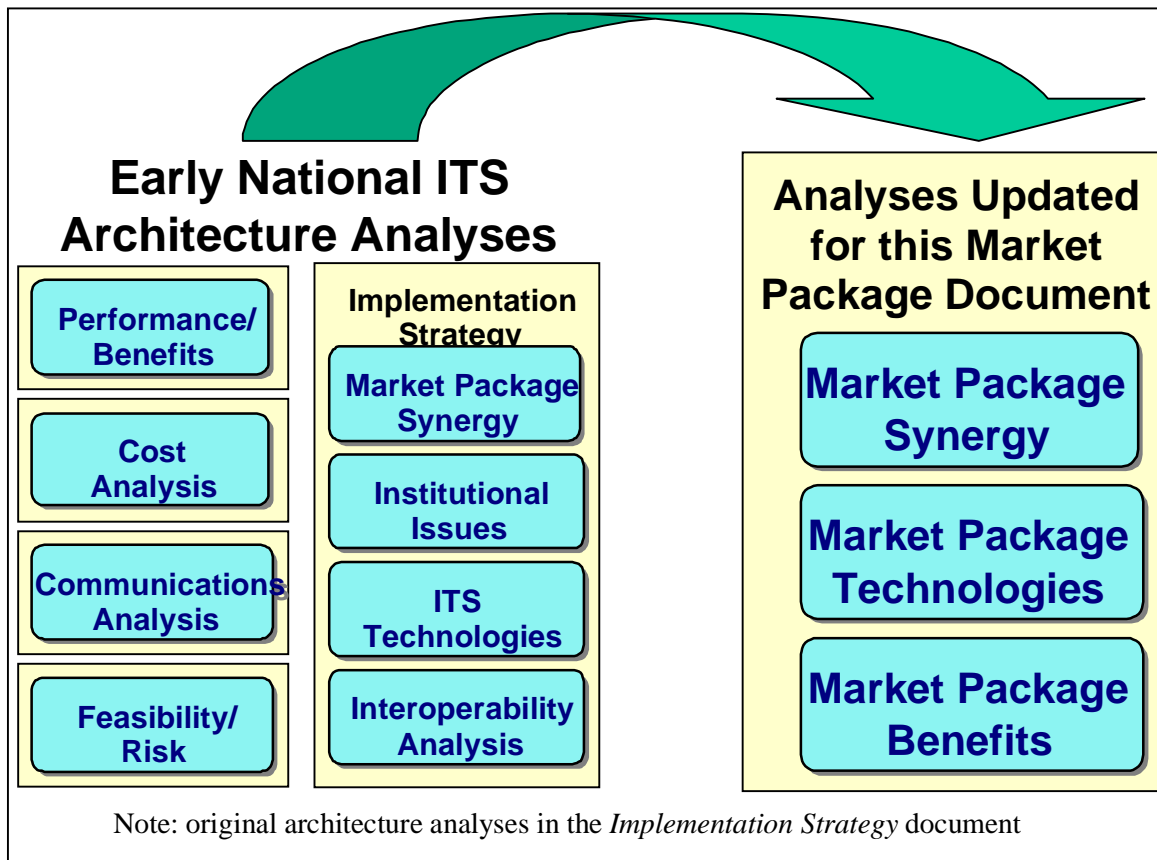 Early National ITS
Architecture Analyses
Performance/
Benefits
Cost
Analysis
Communications
Analysis
Feasibility/
Risk
Implementation
Strategy
Market Package
Synergy
Institutional
Issues
ITS
Technologies
Interoperability
Analysis
Analyses Updated
for this Market
Package Document
Market Package
Synergy
Market Package
Technologies
Market Package
Benefits
Note: original architecture analyses in the Implementation Strategy document